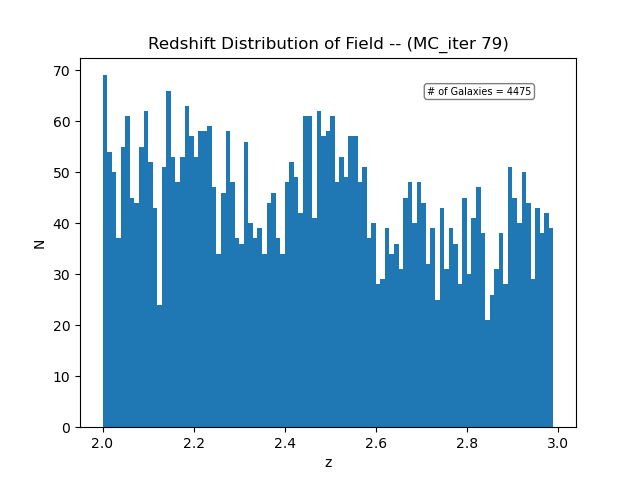 Redshift Distribution of Field -- (MC_iter 79)
# of Galaxies = 4475
70
60
50
40
30
20
10
0
N
2.0 2.2 2.4 2.6 2.8 3.0
z